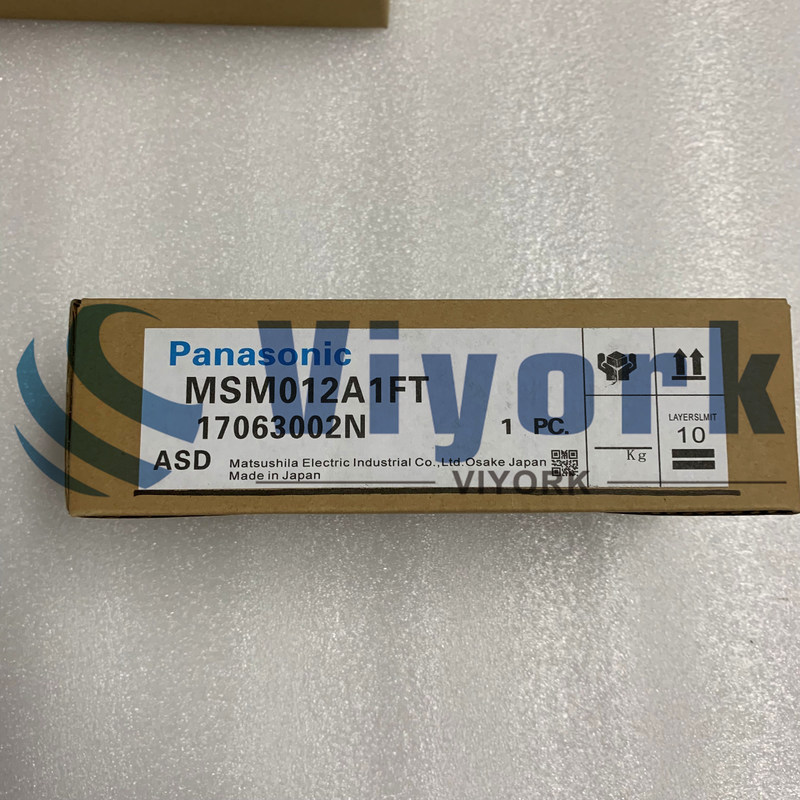 Viyork
Panasonic
MSM012A1FT
17063002N
1 PC.
ASD
Matsushila Electric Industrial Co.,Ltd.Osake Japan
Made in Japan
Kg
LAYERSLMIT
10
VIYORK